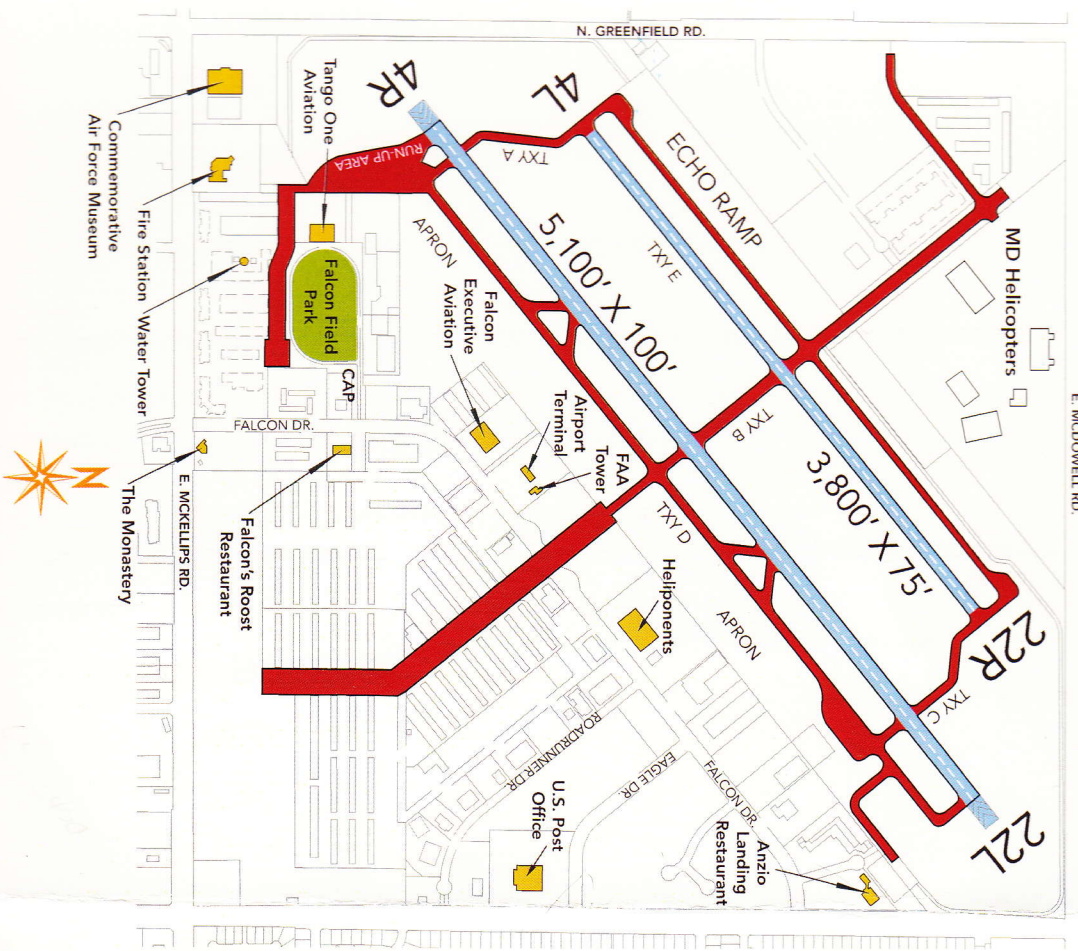 N. GREENFIELD RD.
4R
4L
Tango One
Aviation
RUN-UP AREA
TXY A
ECHO RAMP
Commemorative
Air Force Museum
Fire Station
Water Tower
Falcon Field
Park
APRON
5,100' X 100'
TXY E
MD Helicopters
E. MCDOWELL RD.
Falcon
Executive
Aviation
CAP
FALCON DR.
Airport
Terminal
FAA
Tower
TXY B
3,800' X 75'
N
E. MCKELLIPS RD.
The Monastery
Falcon's Roost
Restaurant
TXY D
Heliponents
APRON
22R
TXY C
22L
ROADRUNNER DR.
EAGLE DR.
FALCON DR.
U.S. Post
Office
Anzio
Landing
Restaurant